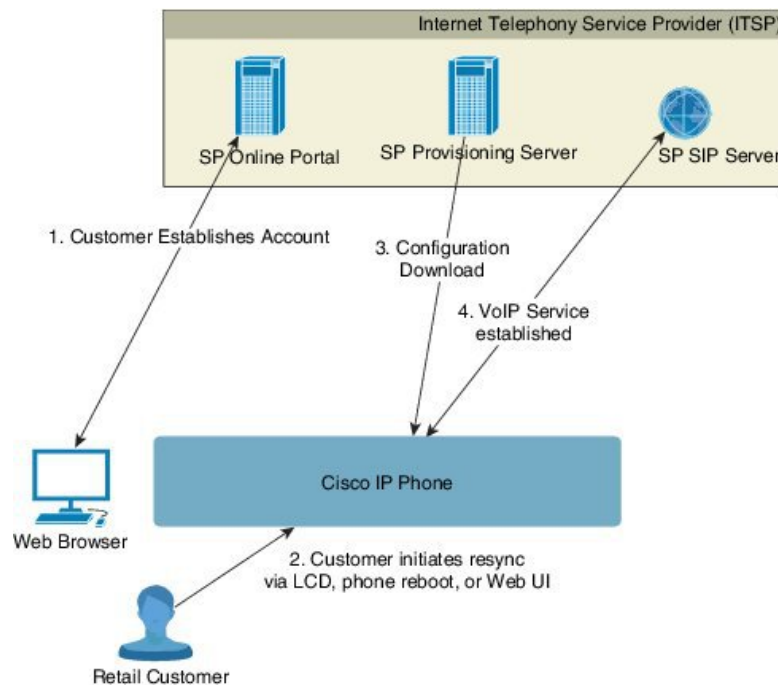 Internet Telephony Service Provider (ITSP)
SP Online Portal
SP Provisioning Server
SP SIP Server
1. Customer Establishes Account
3. Configuration
Download
4. VoIP Service
established
Cisco IP Phone
Web Browser
2. Customer initiates resync
via LCD, phone reboot, or Web UI
Retail Customer